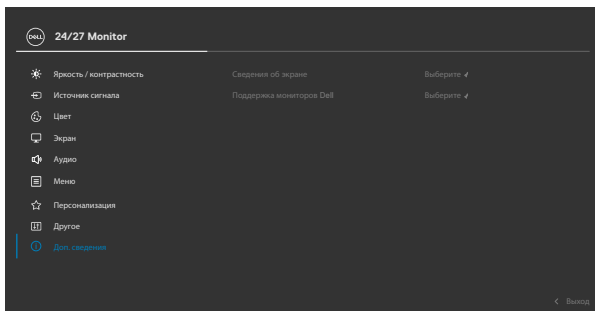 DELL 24/27 Monitor
Яркость / контрастность Сведения об экране Выберите
Источник сигнала Поддержка мониторов Dell Выберите
Цвет
Экран
Аудио
Меню
Персонализация
Другое
Доп. сведения
Выход